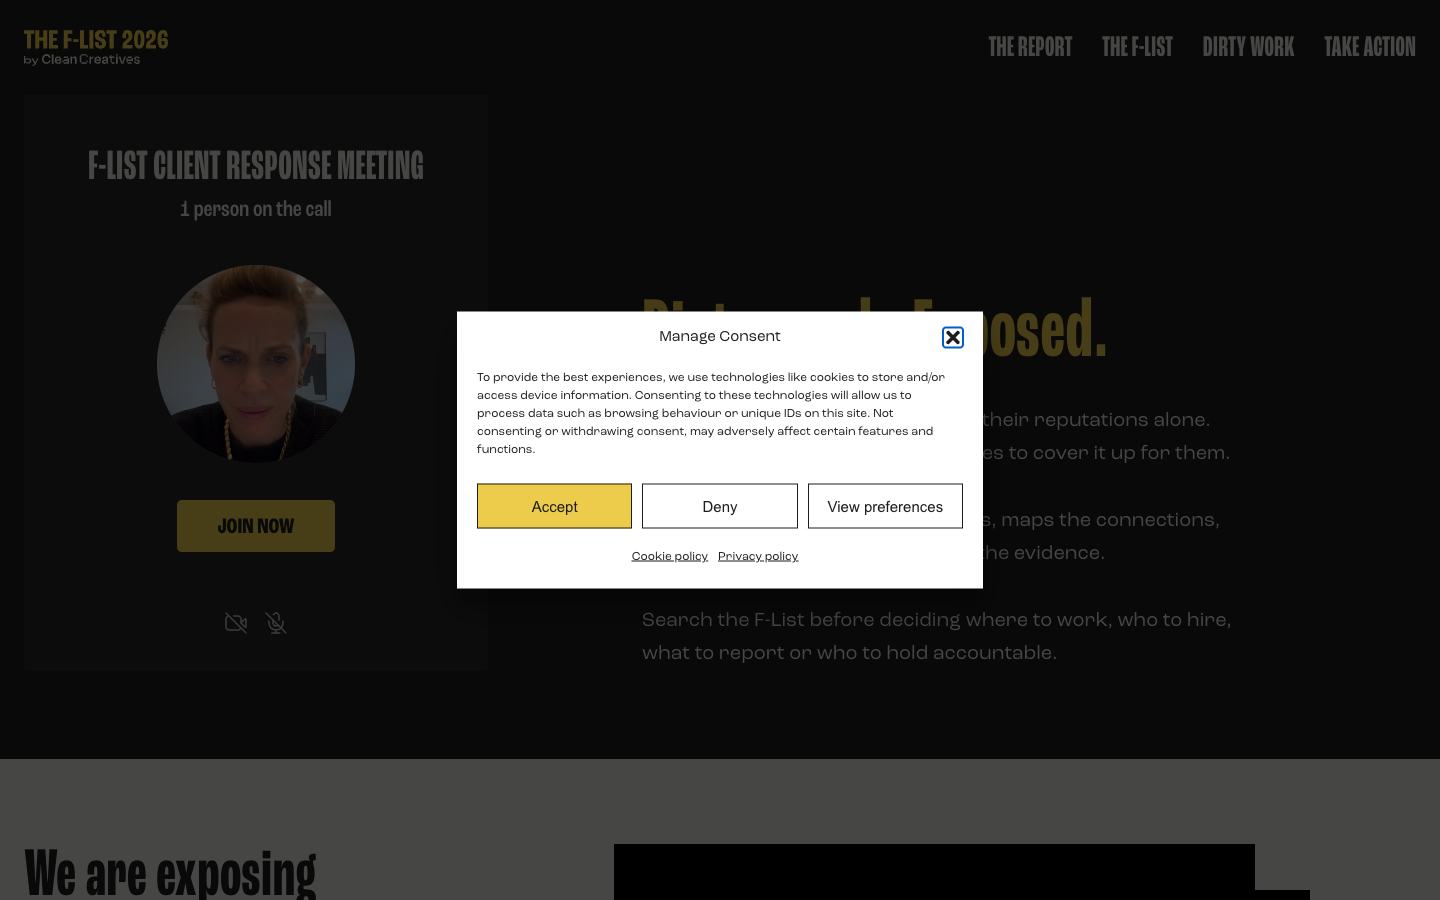 THE F-LIST 2026
by Clean Creatives
THE REPORT
THE F-LIST
DIRTY WORK
TAKE ACTION
F-LIST CLIENT RESPONSE MEETING
1 person on the call
JOIN NOW
posed.
their reputations alone.
es to cover it up for them.
s, maps the connections,
the evidence.
Search the F-List before deciding where to work, who to hire,
what to report or who to hold accountable.
Manage Consent
To provide the best experiences, we use technologies like cookies to store and/or
access device information. Consenting to these technologies will allow us to
process data such as browsing behaviour or unique IDs on this site. Not
consenting or withdrawing consent, may adversely affect certain features and
functions.
Accept
Deny
View preferences
Cookie policy
Privacy policy
We are exposing